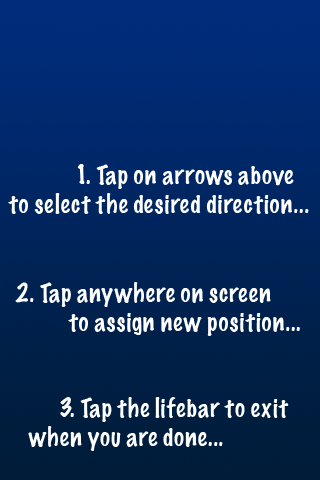 1. Tap on arrows above
to select the desired direction...
2. Tap anywhere on screen
to assign new position...
3. Tap the lifebar to exit
when you are done...